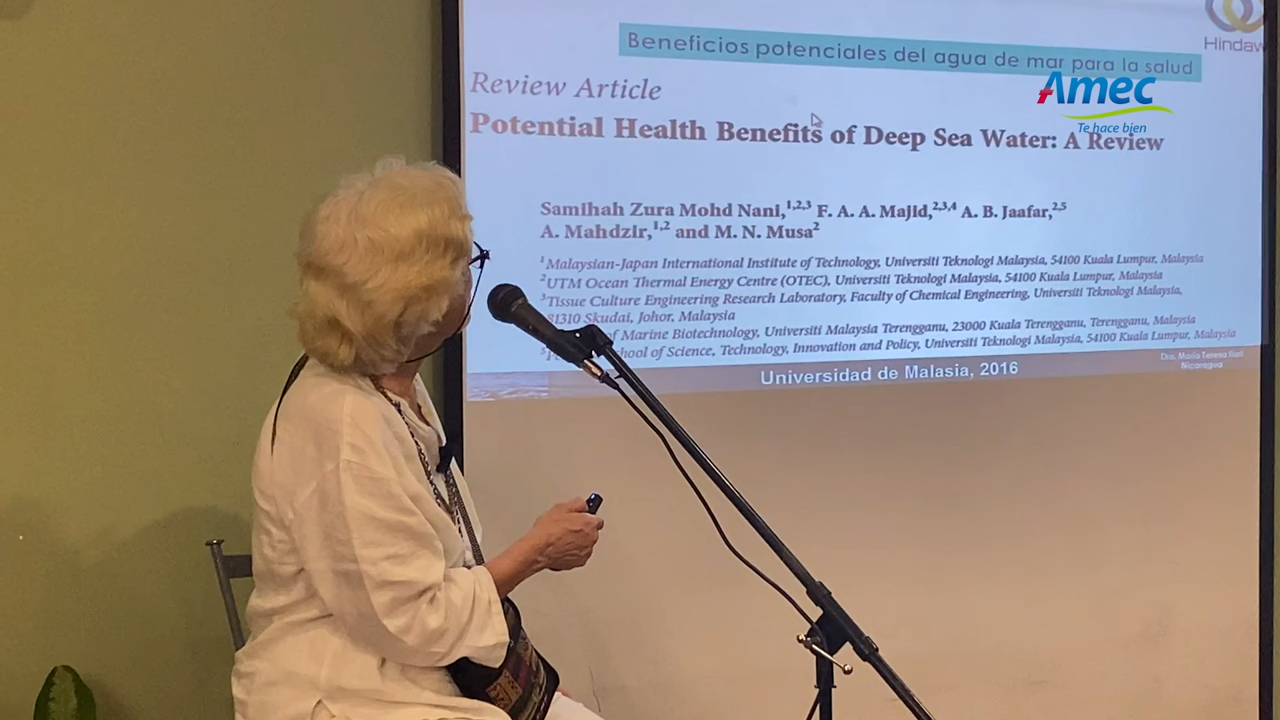 Hindaw
Beneficios potenciales del agua de mar para la salud
Amec
Te hace bien
Review Article
Potential Health Benefits of Deep Sea Water: A Review
Samihah Zura Mohd Nani,1,2,3 F. A. A. Majid,2,3,4 A. B. Jaafar,2,5
A. Mahdzir,1,2 and M. N. Musa2
1Malaysian-Japan International Institute of Technology, Universiti Teknologi Malaysia, 54100 Kuala Lumpur, Malaysia
2UTM Ocean Thermal Energy Centre (OTEC), Universiti Teknologi Malaysia, 54100 Kuala Lumpur, Malaysia
3Tissue Culture Engineering Research Laboratory, Faculty of Chemical Engineering, Universiti Teknologi Malaysia,
81310 Skudai, Johor, Malaysia
of Marine Biotechnology, Universiti Malaysia Terengganu, 23000 Kuala Terengganu, Terengganu, Malaysia
5 School of Science, Technology, Innovation and Policy, Universiti Teknologi Malaysia, 54100 Kuala Lumpur, Malaysia
Universidad de Malasia, 2016
Dra. María Teresa Ilari
Nicaragua